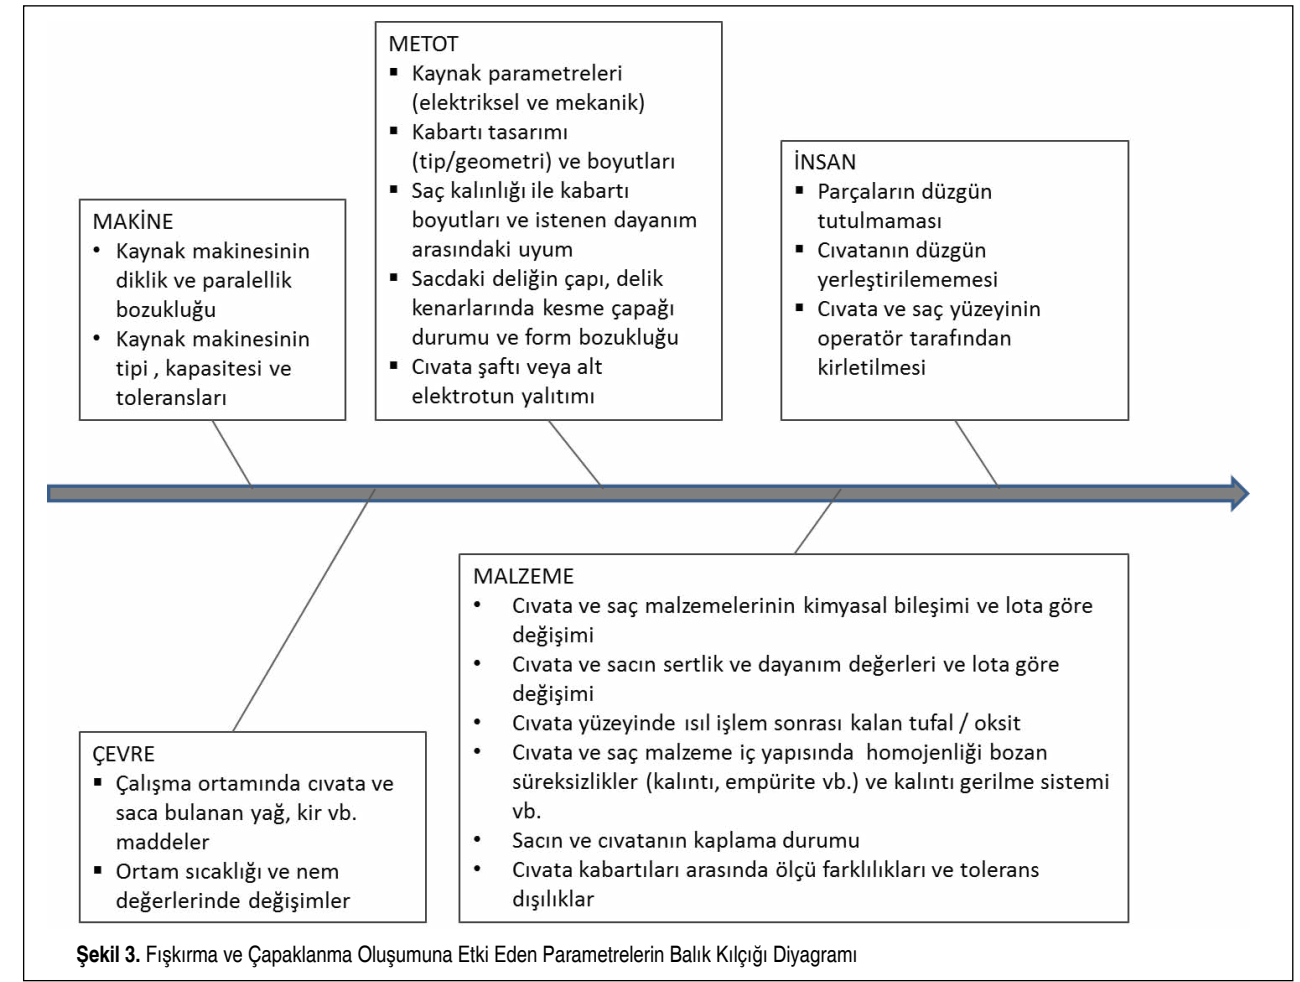 METOT
▪ Kaynak parametreleri
(elektriksel ve mekanik)
▪ Kabartı tasarımı
(tip/geometri) ve boyutları
▪ Saç kalınlığı ile kabartı
boyutları ve istenen dayanım
arasındaki uyum
▪ Sacdaki deliğin çapı, delik
kenarlarında kesme çapağı
durumu ve form bozukluğu
▪ Cıvata şaftı veya alt
elektrotun yalıtımı
İNSAN
▪ Parçaların düzgün
tutulmaması
▪ Cıvatanın düzgün
yerleştirilememesi
▪ Cıvata ve saç yüzeyinin
operatör tarafından
kirletilmesi
MAKİNE
• Kaynak makinesinin
diklik ve paralellik
bozukluğu
• Kaynak makinesinin
tipi , kapasitesi ve
toleransları
MALZEME
• Cıvata ve saç malzemelerinin kimyasal bileşimi ve lota göre
değişimi
• Cıvata ve sacın sertlik ve dayanım değerleri ve lota göre
değişimi
• Cıvata yüzeyinde ısıl işlem sonrası kalan tufal / oksit
• Cıvata ve saç malzeme iç yapısında homojenliği bozan
süreksizlikler (kalıntı, empürite vb.) ve kalıntı gerilme sistemi
vb.
• Sacın ve cıvatanın kaplama durumu
• Cıvata kabartıları arasında ölçü farklılıkları ve tolerans
dışılıklar
ÇEVRE
▪ Çalışma ortamında cıvata ve
saca bulanan yağ, kir vb.
maddeler
▪ Ortam sıcaklığı ve nem
değerlerinde değişimler
Şekil 3. Fışkırma ve Çapaklanma Oluşumuna Etki Eden Parametrelerin Balık Kılçığı Diyagramı